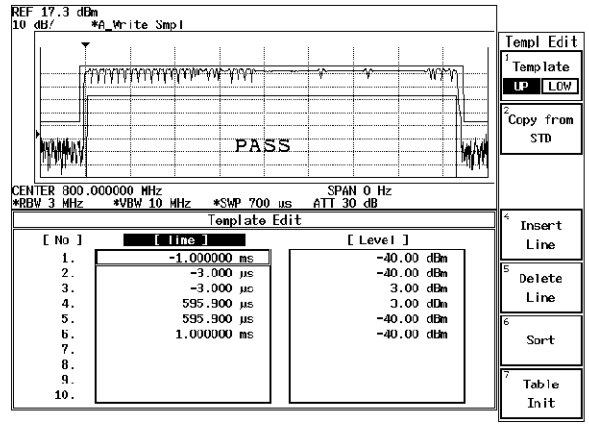 REF 17.3 dBm
10 dB/ *A_Write Smpl
PASS
CENTER 800.000000 MHz SPAN 0 Hz
*RBW 3 MHz *VBW 10 MHz *SWP 700 µs ATT 30 dB
Template Edit
[ No ] [ Time ] [ Level ]
1. -1.000000 ms -40.00 dBm
2. -3.000 µs -40.00 dBm
3. -3.000 µs 3.00 dBm
4. 595.900 µs 3.00 dBm
5. 595.900 µs -40.00 dBm
6. 1.000000 ms -40.00 dBm
7.
8.
9.
10.
Templ Edit
1 Template
UP LOW
2 Copy from
STD
4 Insert
Line
5 Delete
Line
6
Sort
7 Table
Init